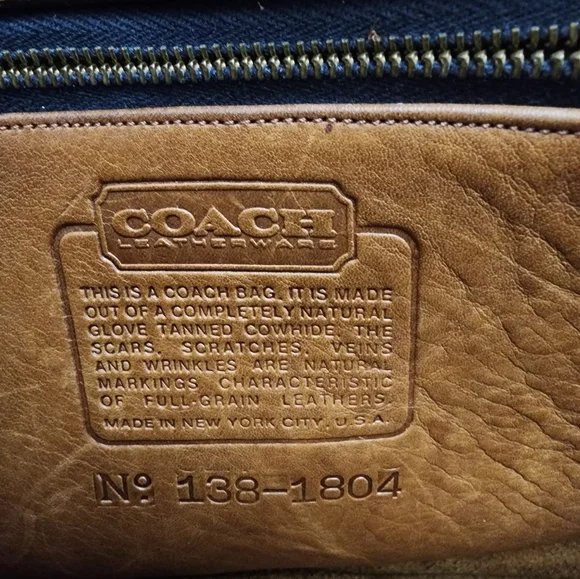 COACH
LEATHERWARE
THIS IS A COACH BAG. IT IS MADE
OUT OF A COMPLETELY NATURAL
GLOVE TANNED COWHIDE. THE
SCARS, SCRATCHES, VEINS
AND WRINKLES ARE NATURAL
MARKINGS CHARACTERISTIC
OF FULL-GRAIN LEATHERS.
MADE IN NEW YORK, CITY, U.S.A.
Nº: 138-1804